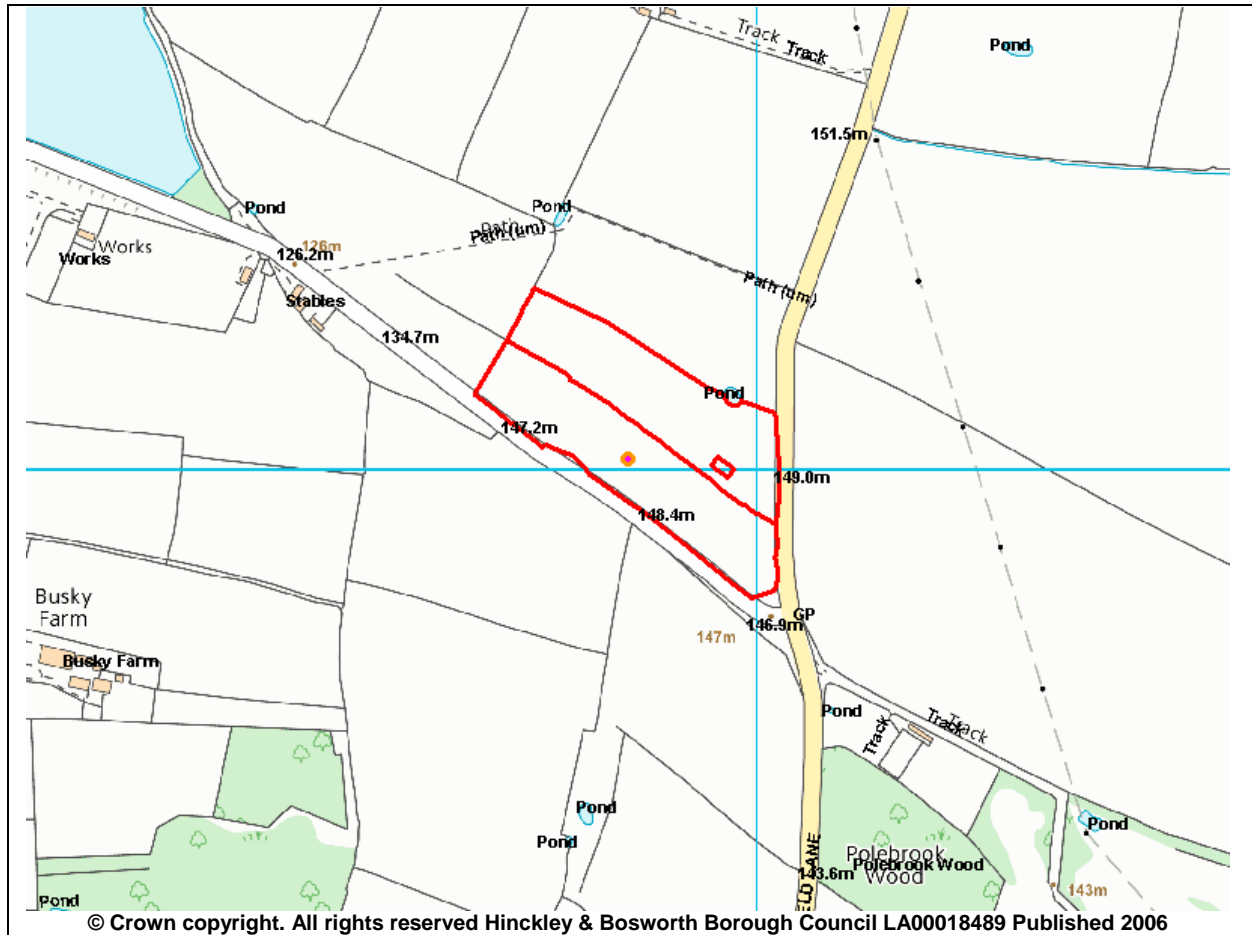 Track
Track
Pond
151.5m
Pond
Pond
Path
Path (um)
126m
126.2m
Works
Works
Path (um)
Stables
134.7m
Pond
147.2m
149.0m
148.4m
Busky
Farm
GP
146.9m
147m
Busky Farm
Pond
Track
Track
Track
Pond
Pond
Pond
LANE
Polebrook
Wood
Polebrook Wood
143.6m
143m
Pond
© Crown copyright. All rights reserved Hinckley & Bosworth Borough Council LA00018489 Published 2006